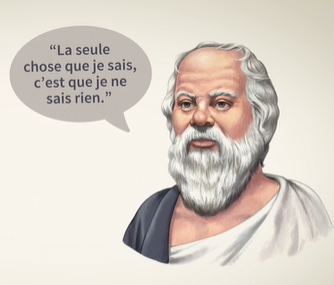 “La seule
chose que je sais,
c’est que je ne
sais rien.”